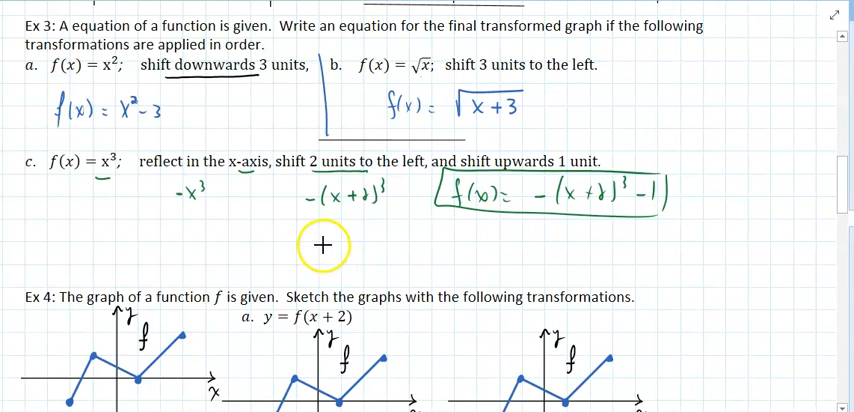 Ex 3: A equation of a function is given. Write an equation for the final transformed graph if the following
transformations are applied in order.
a. f(x) = x²; shift downwards 3 units, b. f(x) = √x; shift 3 units to the left.
f(x) = x² - 3 f(x) = √x + 3
c. f(x) = x³; reflect in the x-axis, shift 2 units to the left, and shift upwards 1 unit.
-x³ -(x + 2)³ f(x) = -(x + 2)³ - 1
Ex 4: The graph of a function f is given. Sketch the graphs with the following transformations.
a. y = f(x + 2)
y y y
f f f
x